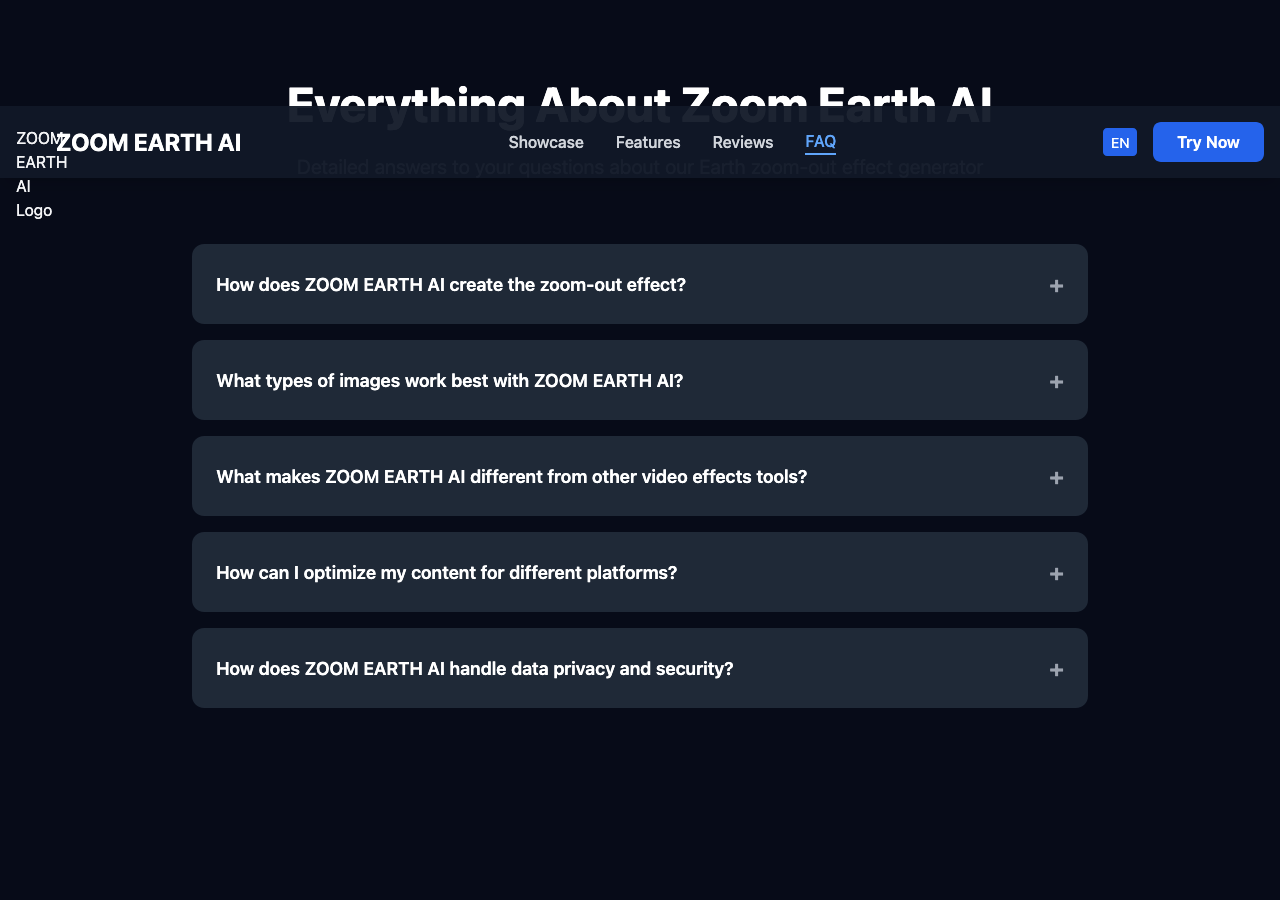 Everything About Zoom Earth AI
ZOOM
EARTH
AI
Logo
ZOOM EARTH AI
Showcase
Features
Reviews
FAQ
EN
Try Now
Detailed answers to your questions about our Earth zoom-out effect generator
How does ZOOM EARTH AI create the zoom-out effect?
+
What types of images work best with ZOOM EARTH AI?
+
What makes ZOOM EARTH AI different from other video effects tools?
+
How can I optimize my content for different platforms?
+
How does ZOOM EARTH AI handle data privacy and security?
+